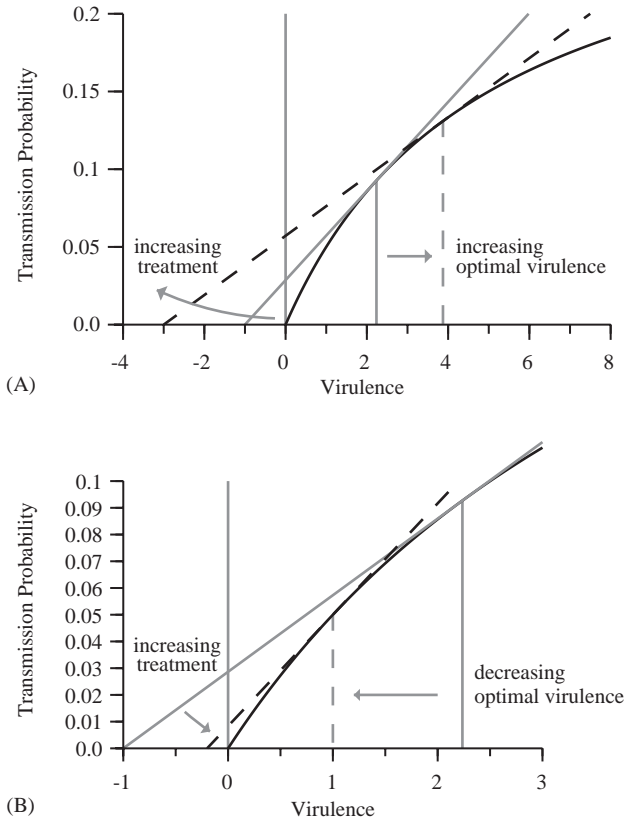 0.2
0.15
0.1
0.05
0.0
Transmission Probability
increasing
treatment
increasing
optimal virulence
-4 -2 0 2 4 6 8
Virulence
(A)
0.1
0.09
0.08
0.07
0.06
0.05
0.04
0.03
0.02
0.01
0.0
Transmission Probability
increasing
treatment
decreasing
optimal virulence
-1 0 1 2 3
Virulence
(B)